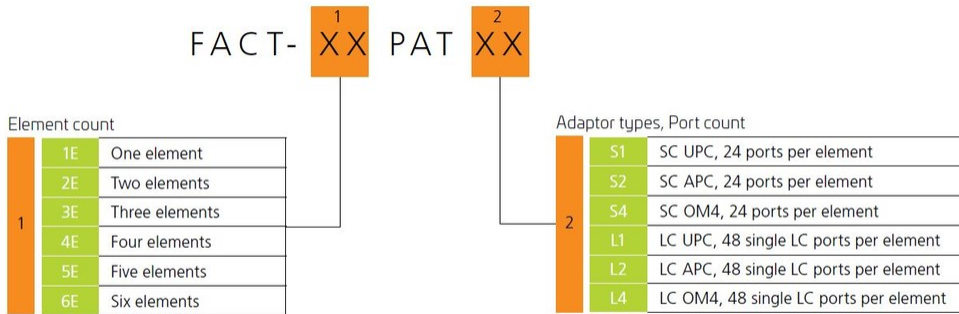 1
2
FACT- XX PAT XX
Element count
1
1E One element
2E Two elements
3E Three elements
4E Four elements
5E Five elements
6E Six elements
Adaptor types, Port count
2
S1 SC UPC, 24 ports per element
S2 SC APC, 24 ports per element
S4 SC OM4, 24 ports per element
L1 LC UPC, 48 single LC ports per element
L2 LC APC, 48 single LC ports per element
L4 LC OM4, 48 single LC ports per element